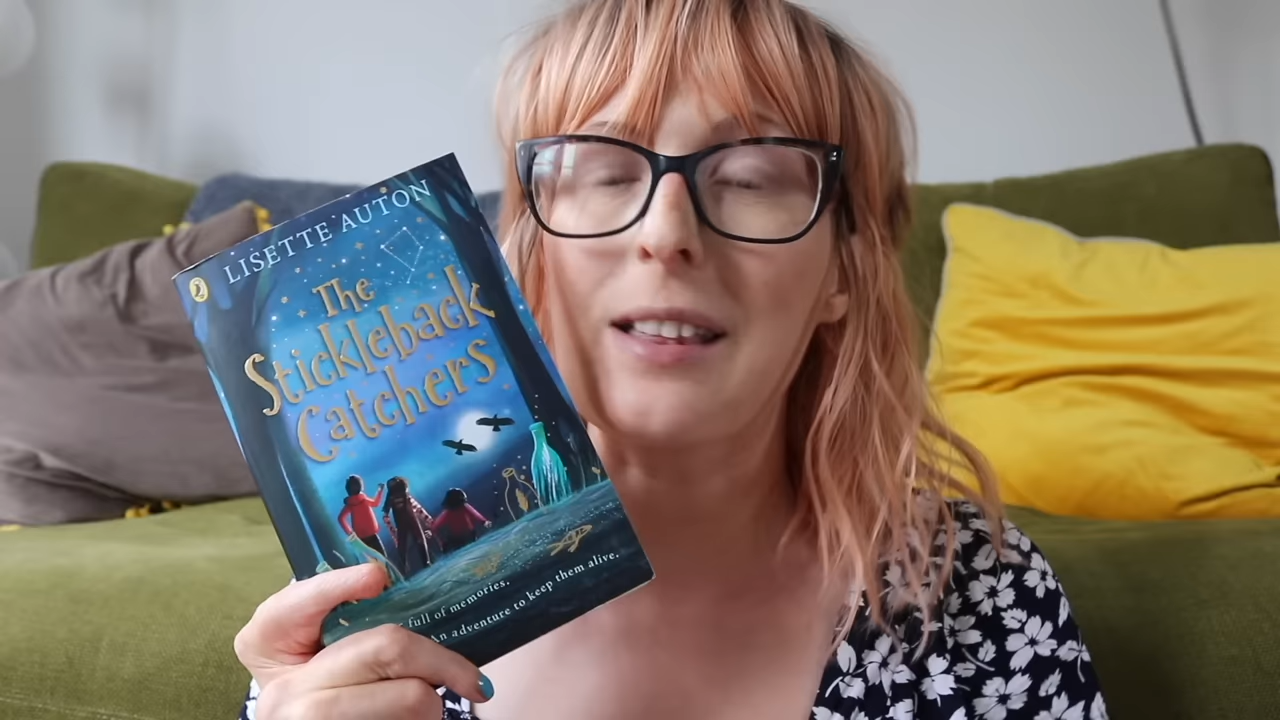 LISETTE AUTON
The
Stickleback
Catchers
full of memories.
An adventure to keep them alive.